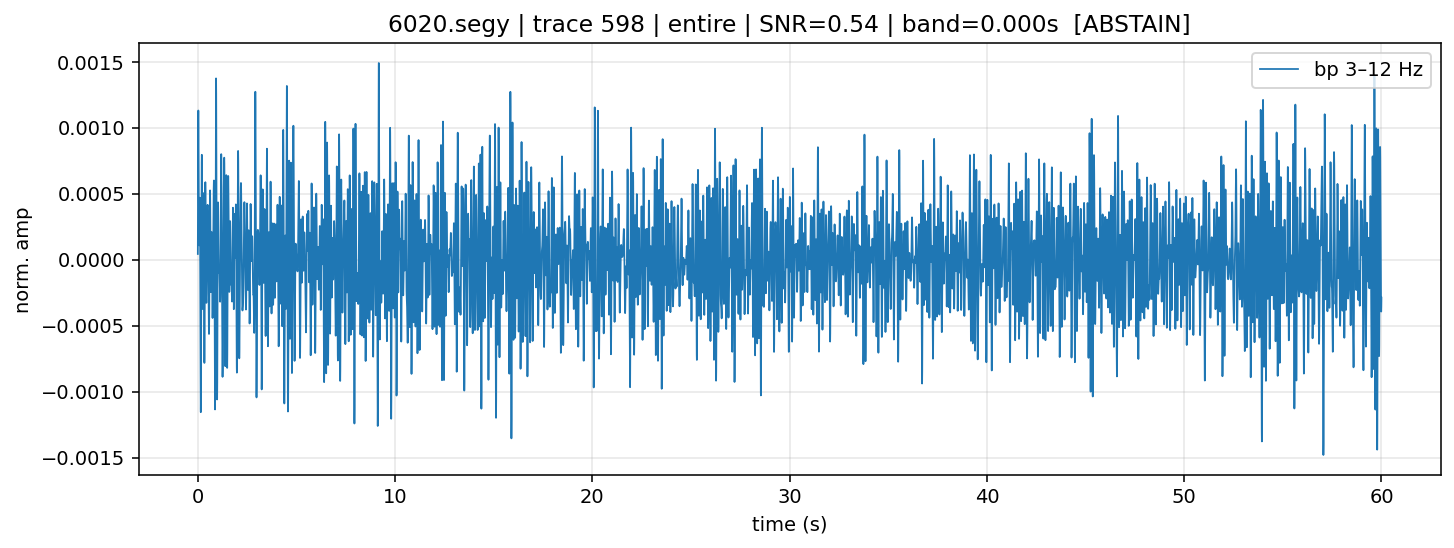 6020.segy | trace 598 | entire | SNR=0.54 | band=0.000s  [ABSTAIN]
bp 3–12 Hz
norm. amp
0.0015
0.0010
0.0005
0.0000
−0.0005
−0.0010
−0.0015
0 10 20 30 40 50 60
time (s)